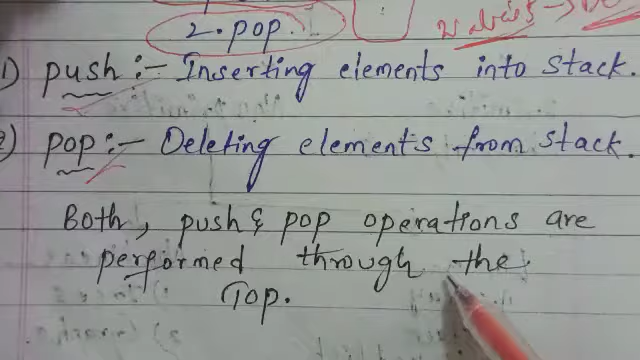 2. pop.
1) push :- Inserting elements into stack.
2) pop :- Deleting elements from stack.
Both, push & pop operations are
performed through the
Top.